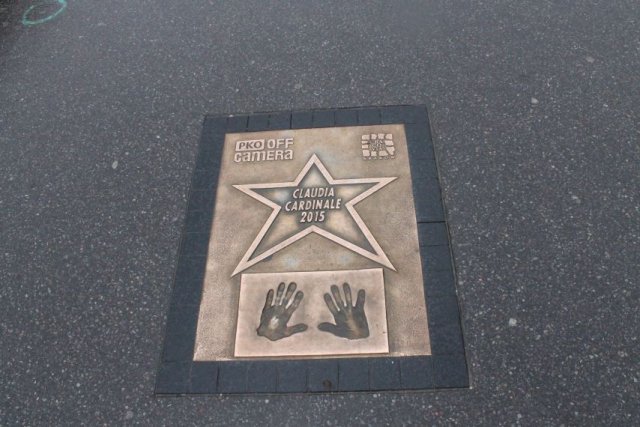 PKO OFF
CAMERA
CLAUDIA
CARDINALE
2015